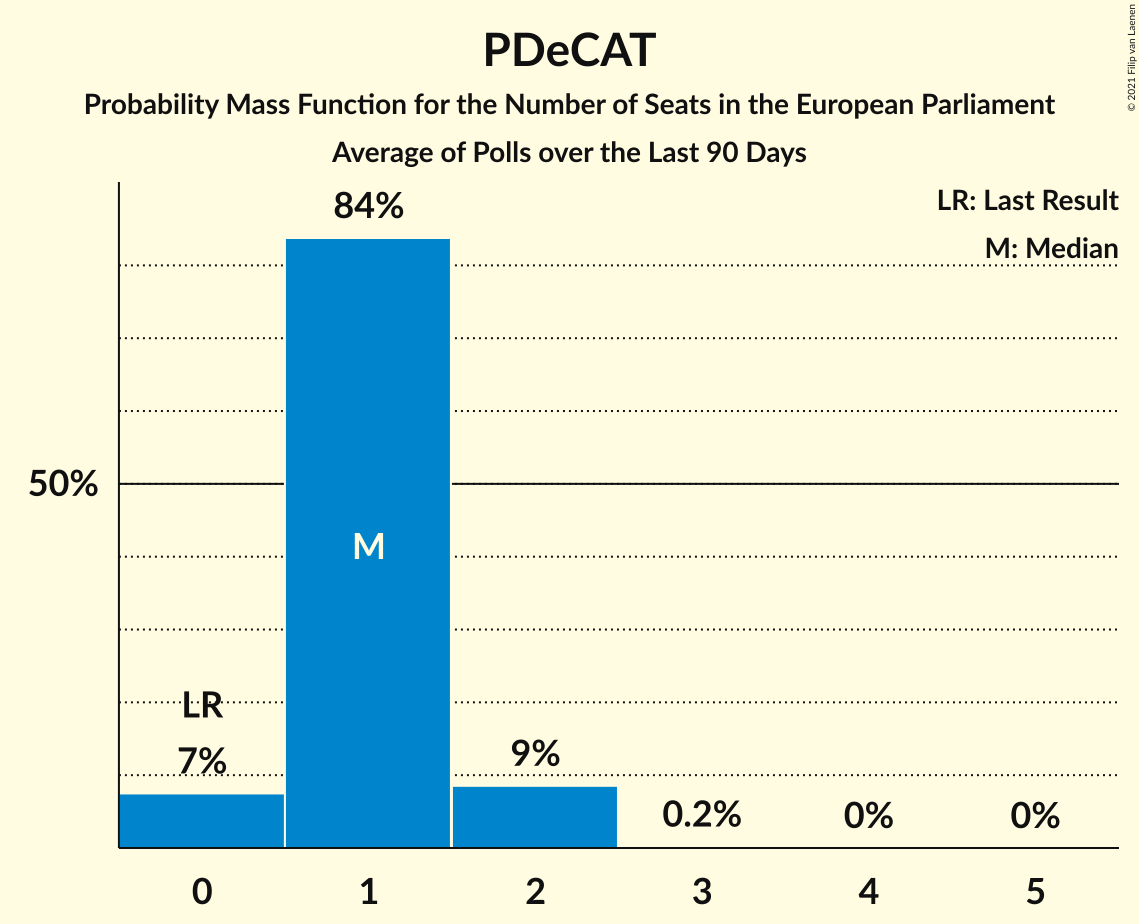 PDeCAT
Probability Mass Function for the Number of Seats in the European Parliament
Average of Polls over the Last 90 Days
© 2021 Filip van Laenen
LR: Last Result
M: Median
84%
50%
M
LR
7%
9%
0.2%
0%
0%
0 1 2 3 4 5